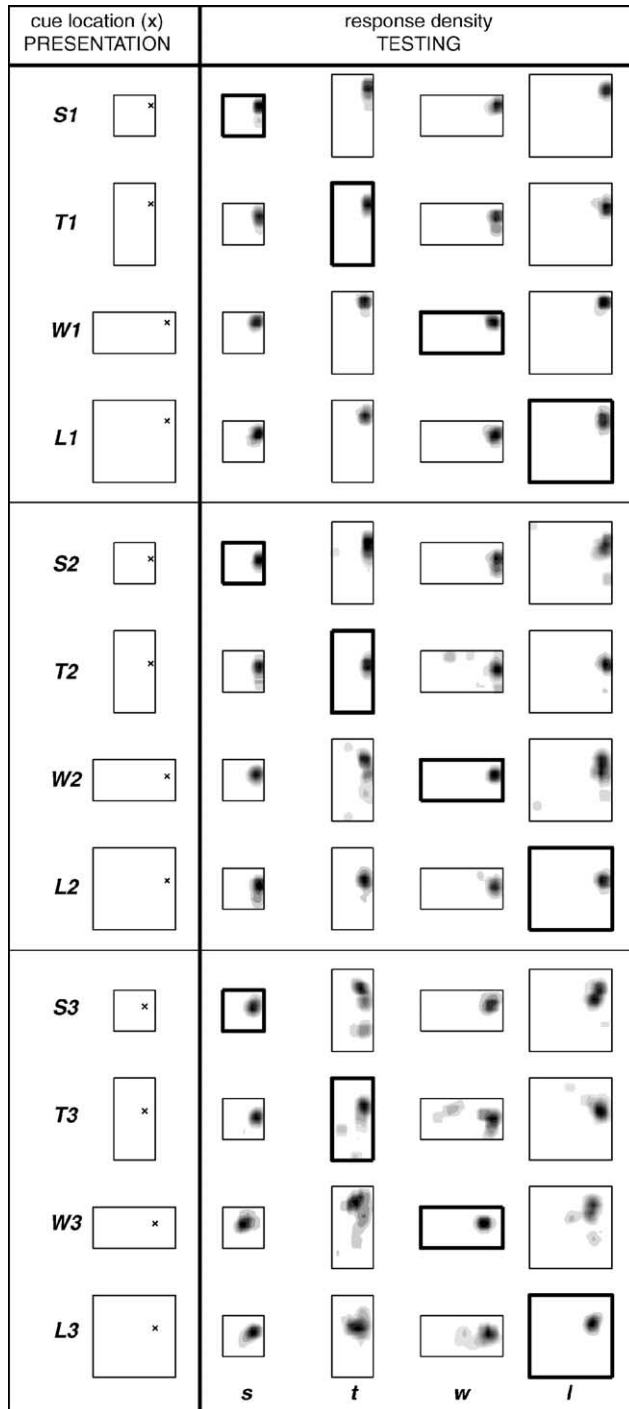 cue location (x) response density
PRESENTATION TESTING
S1
T1
W1
L1
S2
T2
W2
L2
S3
T3
W3
L3
s t w l